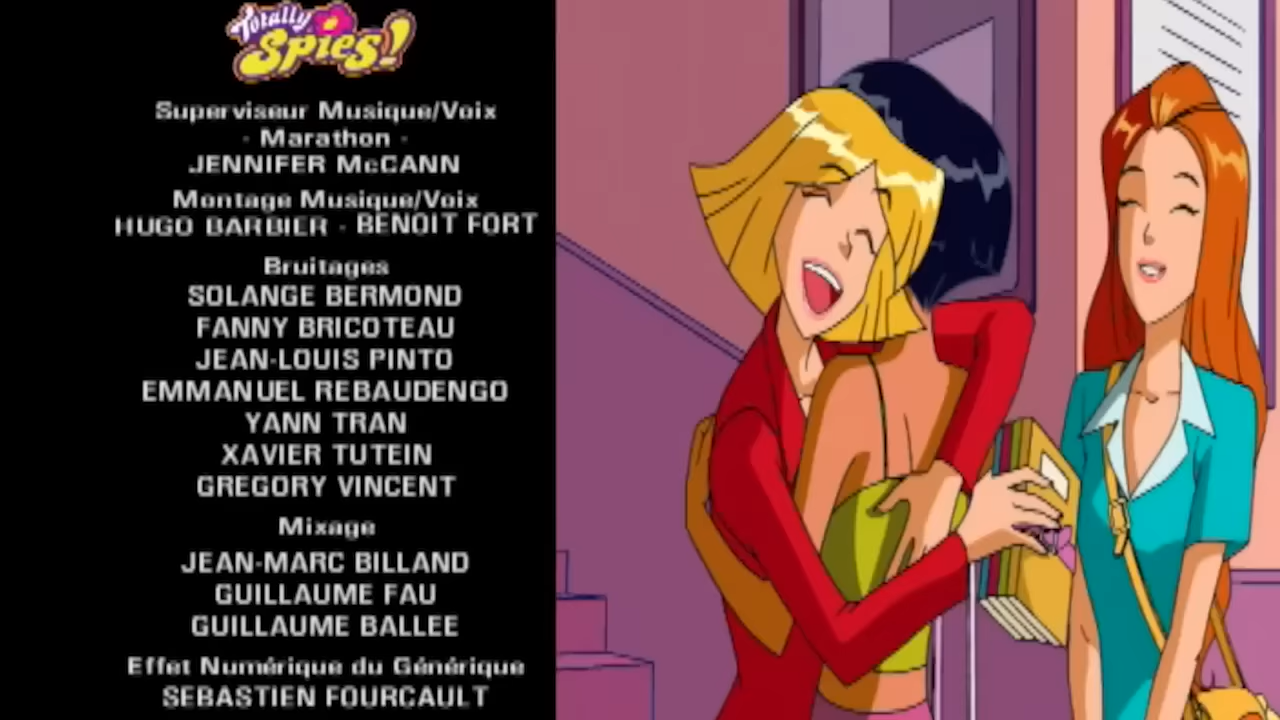 Totally
Spies!
Superviseur Musique/Voix
- Marathon -
JENNIFER McCANN
Montage Musique/Voix
HUGO BARBIER - BENOIT FORT
Bruitages
SOLANGE BERMOND
FANNY BRICOTEAU
JEAN-LOUIS PINTO
EMMANUEL REBAUDENGO
YANN TRAN
XAVIER TUTEIN
GREGORY VINCENT
Mixage
JEAN-MARC BILLAND
GUILLAUME FAU
GUILLAUME BALLEE
Effet Numérique du Générique
SEBASTIEN FOURCAULT